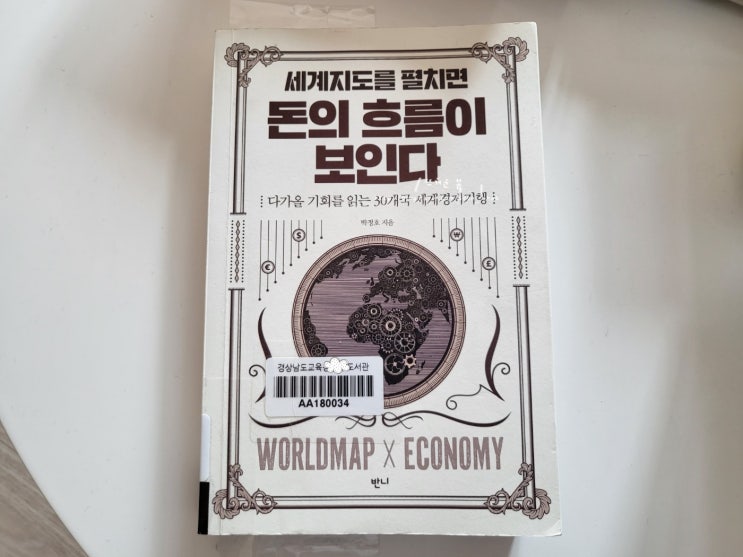 세계지도를 펼치면
돈의 흐름이
보인다
다가올 기회를 읽는 30개국 세계경제기행
박정호 지음
$
₩
€
£
경상남도교육 도서관
AA180034
WORLDMAP X ECONOMY
반니